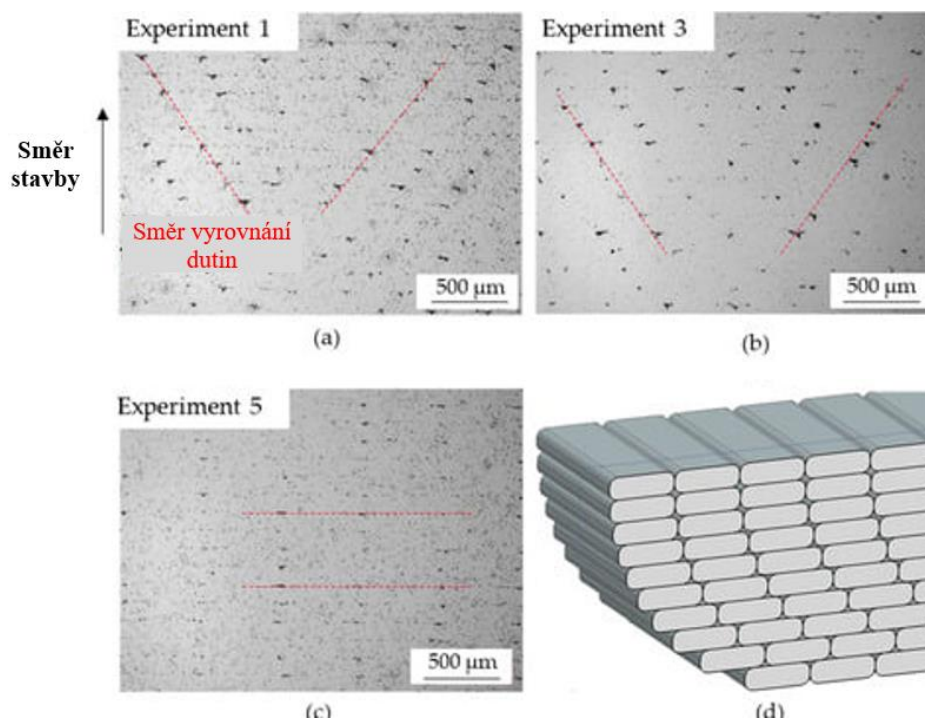 Experiment 1
Experiment 3
Směr
stavby
Směr vyrovnání
dutin
500 µm
500 µm
(a)
(b)
Experiment 5
500 µm
(c)
(d)